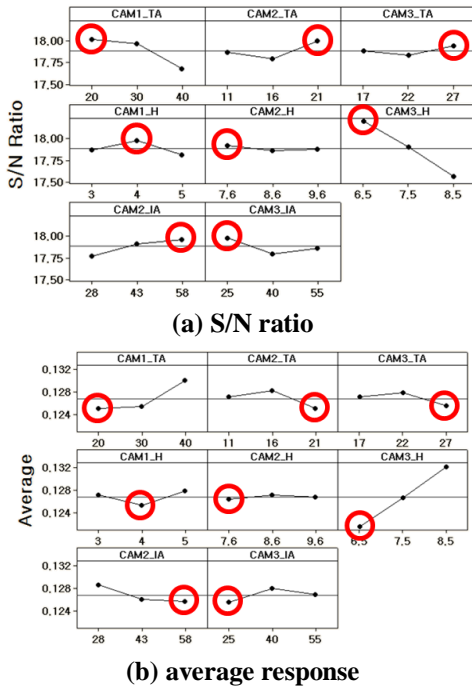 CAM1_TA CAM2_TA CAM3_TA
18,00
17,75
17,50
20 30 40 11 16 21 17 22 27
CAM1_H CAM2_H CAM3_H
18,00
17,75
17,50
3 4 5 7,6 8,6 9,6 6,5 7,5 8,5
CAM2_IA CAM3_IA
18,00
17,75
17,50
28 43 58 25 40 55
S/N Ratio
(a) S/N ratio
CAM1_TA CAM2_TA CAM3_TA
0,132
0,128
0,124
20 30 40 11 16 21 17 22 27
CAM1_H CAM2_H CAM3_H
0,132
0,128
0,124
3 4 5 7,6 8,6 9,6 6,5 7,5 8,5
CAM2_IA CAM3_IA
0,132
0,128
0,124
28 43 58 25 40 55
Average
(b) average response